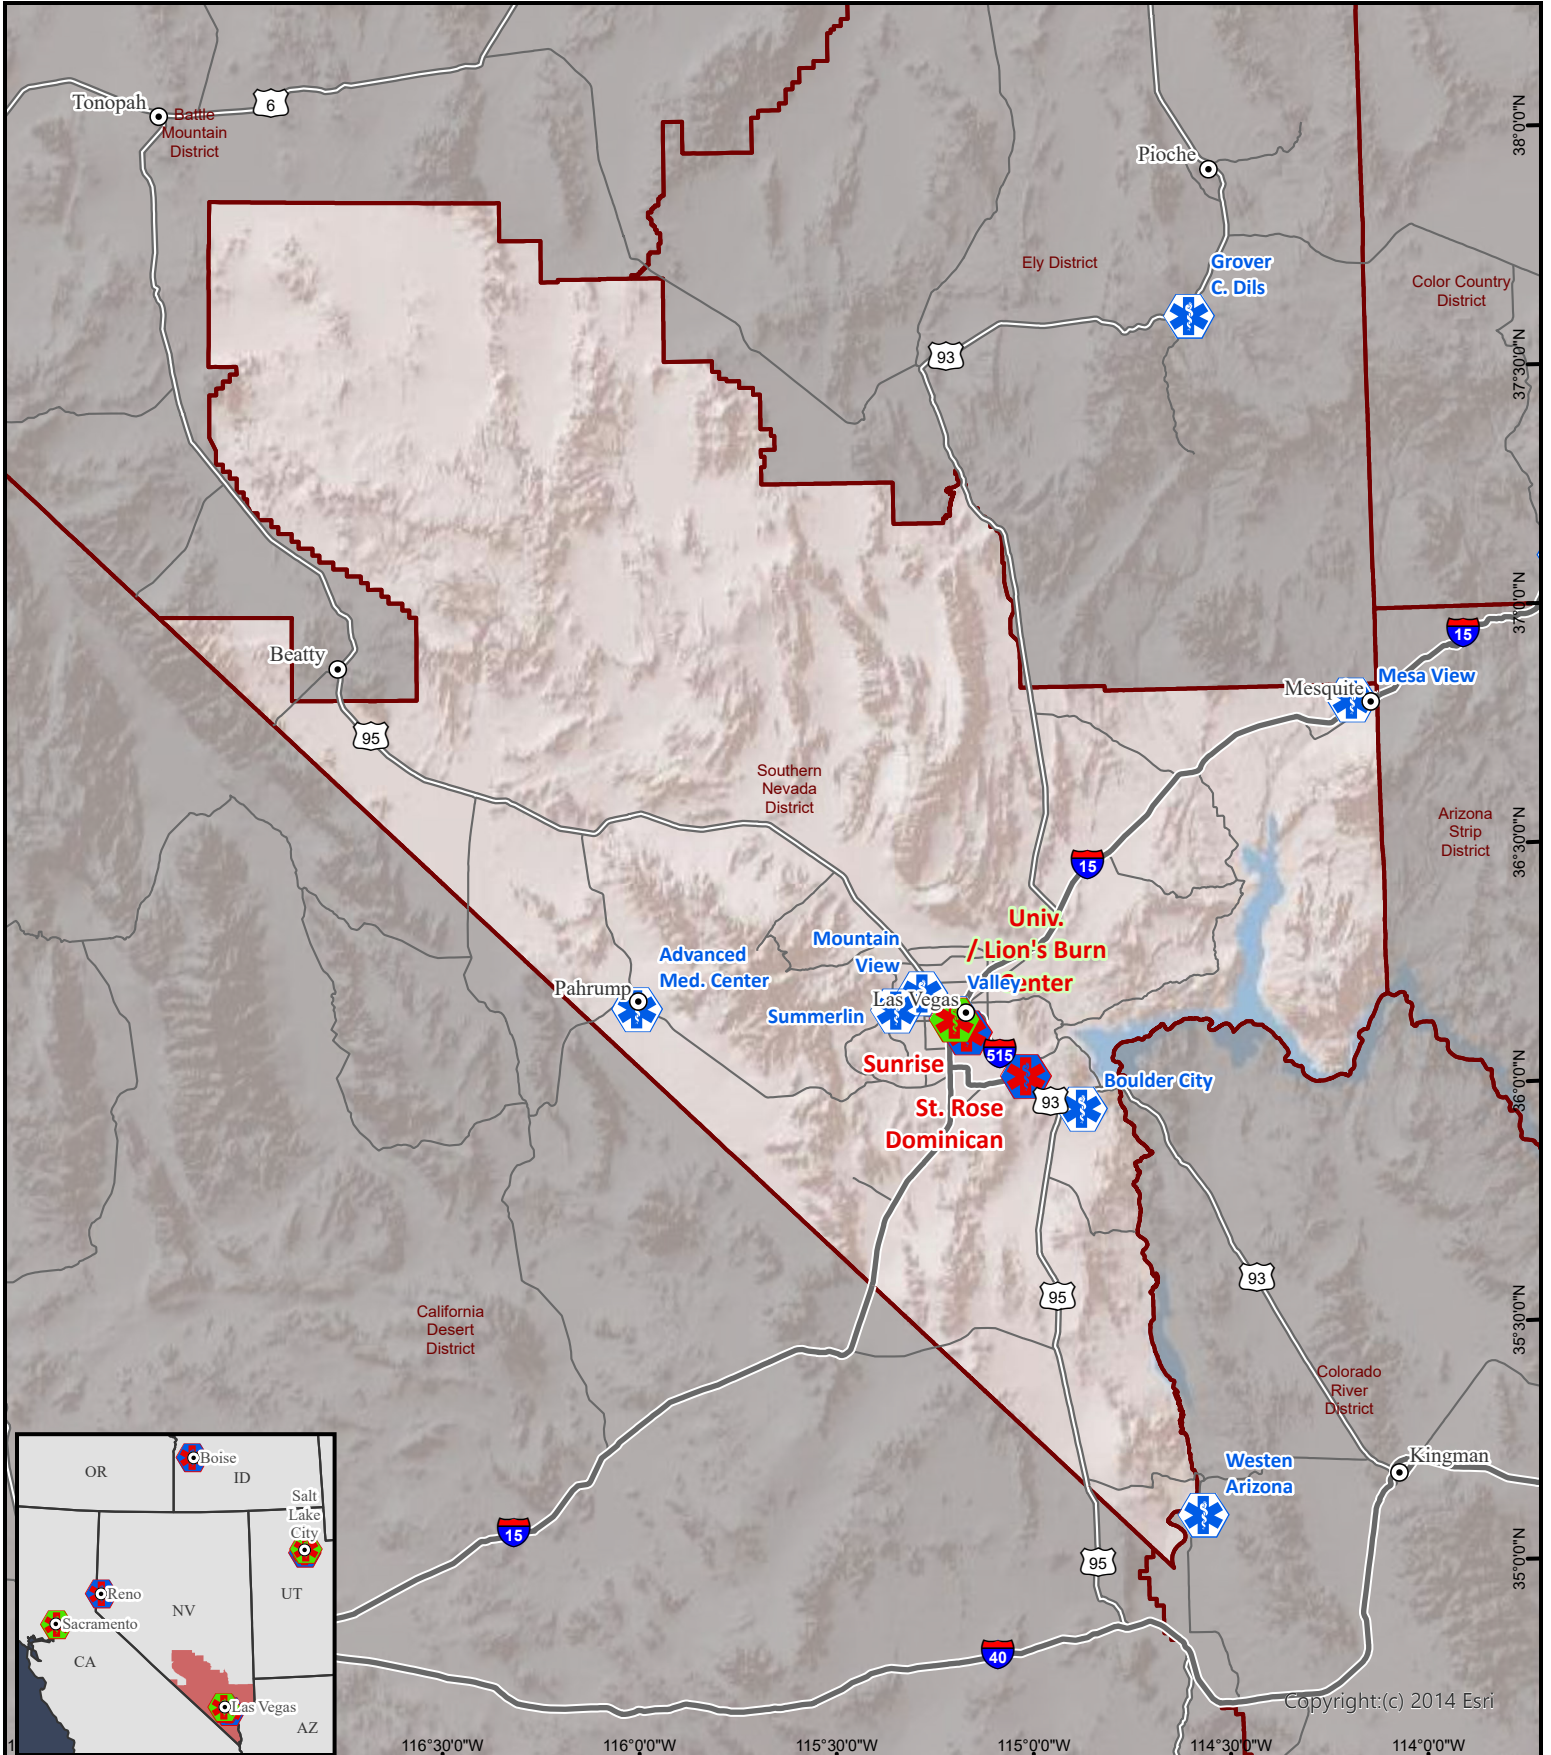 Tonopah
6
Battle
Mountain
District
Pioche
38°0'0"N
Ely District
Grover
C. Dils
Color Country
District
93
37°30'0"N
37°0'0"N
15
Beatty
Mesquite
Mesa View
95
Southern
Nevada
District
Arizona
Strip
District
36°30'0"N
15
Univ.
/ Lion's Burn
Center
Mountain
View
Advanced
Med. Center
Valley
Pahrump
Las Vegas
Summerlin
515
Sunrise
36°0'0"N
Boulder City
93
St. Rose
Dominican
93
95
California
Desert
District
35°30'0"N
Colorado
River
District
Westen
Arizona
Kingman
15
95
35°0'0"N
40
Copyright:(c) 2014 Esri
OR
Boise
ID
Salt
Lake
City
Reno
UT
NV
Sacramento
CA
Las Vegas
AZ
116°30'0"W
116°0'0"W
115°30'0"W
115°0'0"W
114°30'0"W
114°0'0"W